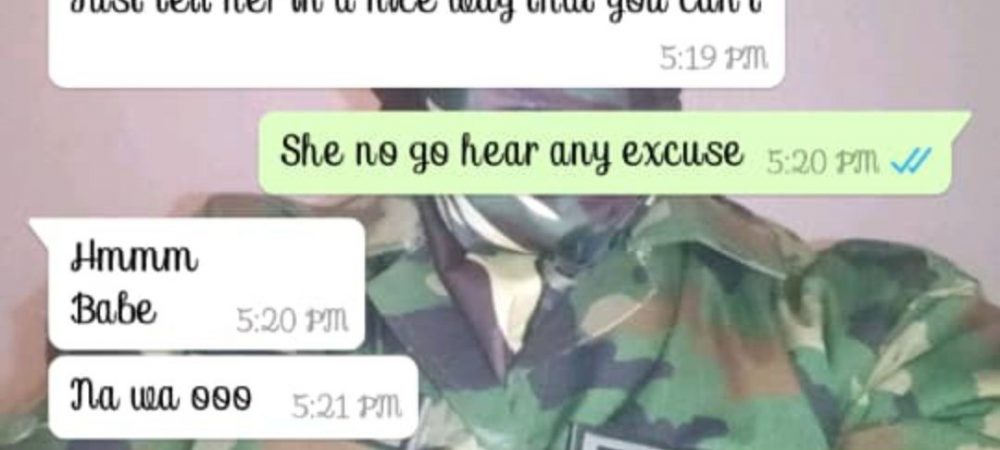 Just tell her in a nice way that you can't
5:19 PM
She no go hear any excuse 5:20 PM
Hmmm
Babe 5:20 PM
Na wa ooo 5:21 PM